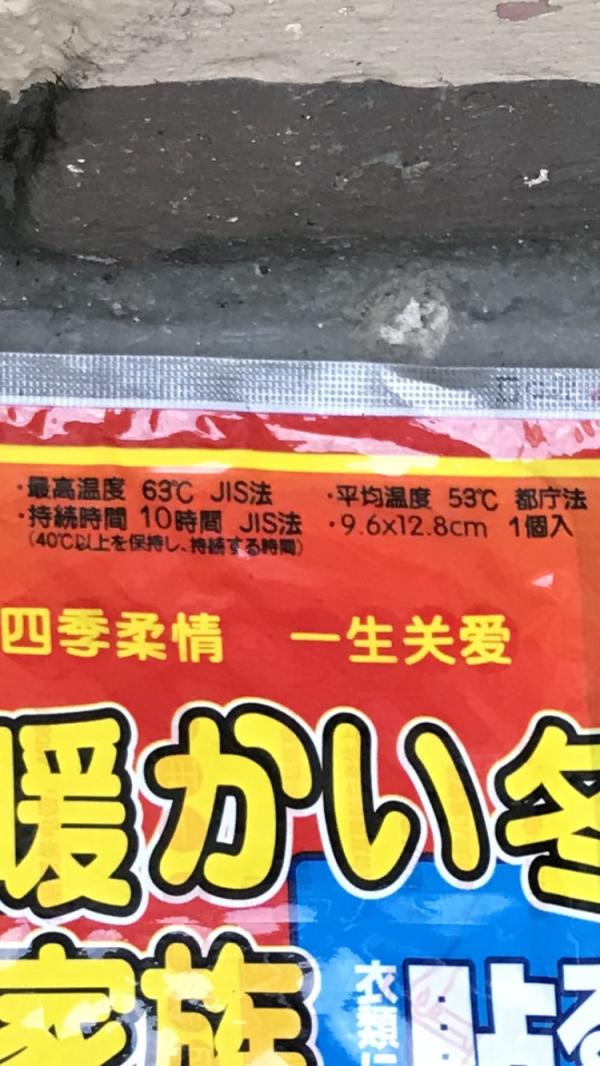 ·最高温度 63℃ JIS法
·持続時間 10時間 JIS法
(40℃以上を保持し、持続する時間)
·平均温度 53℃ 都庁法
·9.6x12.8cm 1個入
四季柔情 一生关爱
暖かい冬
家族
衣類に
貼る